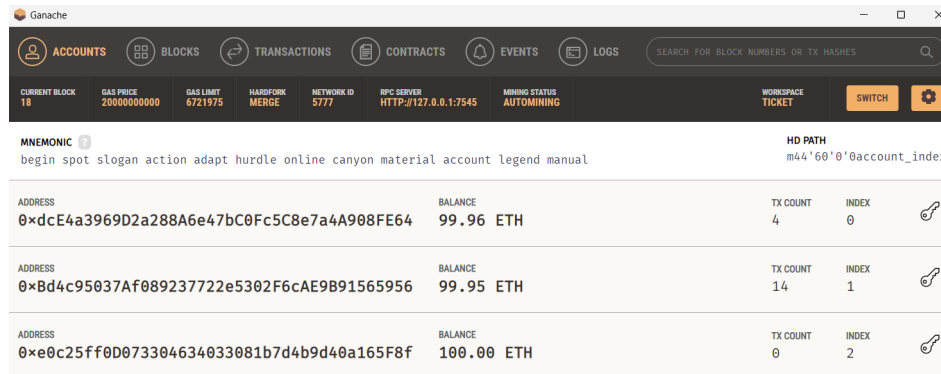 Ganache
ACCOUNTS BLOCKS TRANSACTIONS CONTRACTS EVENTS LOGS SEARCH FOR BLOCK NUMBERS OR TX HASHES
CURRENT BLOCK GAS PRICE GAS LIMIT HARDFORK NETWORK ID RPC SERVER MINING STATUS WORKSPACE
18 20000000000 6721975 MERGE 5777 HTTP://127.0.0.1:7545 AUTOMINING TICKET SWITCH
MNEMONIC ? HD PATH
begin spot slogan action adapt hurdle online canyon material account legend manual m44'60'0'0account_index
ADDRESS BALANCE TX COUNT INDEX
0×dcE4a3969D2a288A6e47bC0Fc5C8e7a4A908FE64 99.96 ETH 4 0
ADDRESS BALANCE TX COUNT INDEX
0×Bd4c95037Af089237722e5302F6cAE9B91565956 99.95 ETH 14 1
ADDRESS BALANCE TX COUNT INDEX
0×e0c25ff0D073304634033081b7d4b9d40a165F8f 100.00 ETH 0 2